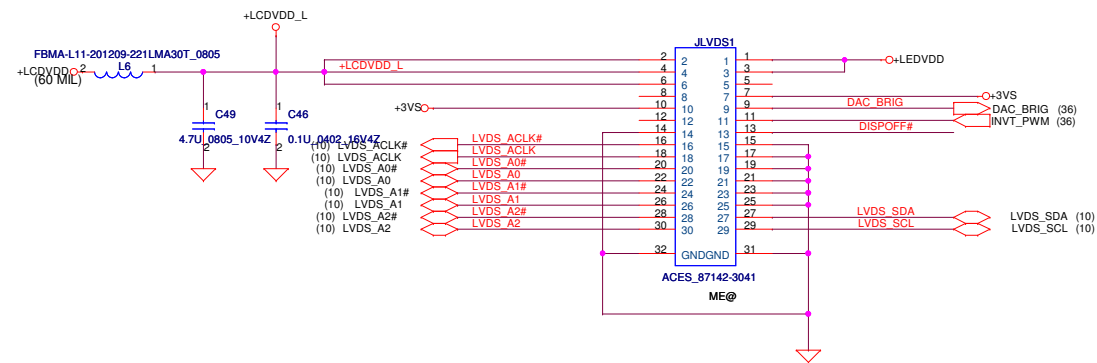 +LCDVDD_L
FBMA-L11-201209-221LMA30T_0805
L6
+LCDVDD 2 1
(60 MIL)
+LCDVDD_L
JLVDS1
+LEDVDD
2 2 1 1
4 4 3 3
6 6 5 5
8 8 7 7 +3VS
+3VS 10 10 9 9 DAC_BRIG DAC_BRIG (36)
12 12 11 11 INVT_PWM (36)
14 14 13 13 DISPOFF#
1 C49 1 C46
2 4.7U_0805_10V4Z 2 0.1U_0402_16V4Z
(10) LVDS_ACLK# LVDS_ACLK# 16 16 15 15
(10) LVDS_ACLK LVDS_ACLK 18 18 17 17
(10) LVDS_A0# LVDS_A0# 20 20 19 19
(10) LVDS_A0 LVDS_A0 22 22 21 21
(10) LVDS_A1# LVDS_A1# 24 24 23 23
(10) LVDS_A1 LVDS_A1 26 26 25 25
(10) LVDS_A2# LVDS_A2# 28 28 27 27 LVDS_SDA LVDS_SDA (10)
(10) LVDS_A2 LVDS_A2 30 30 29 29 LVDS_SCL LVDS_SCL (10)
32 GNDGND 31
ACES_87142-3041
ME@